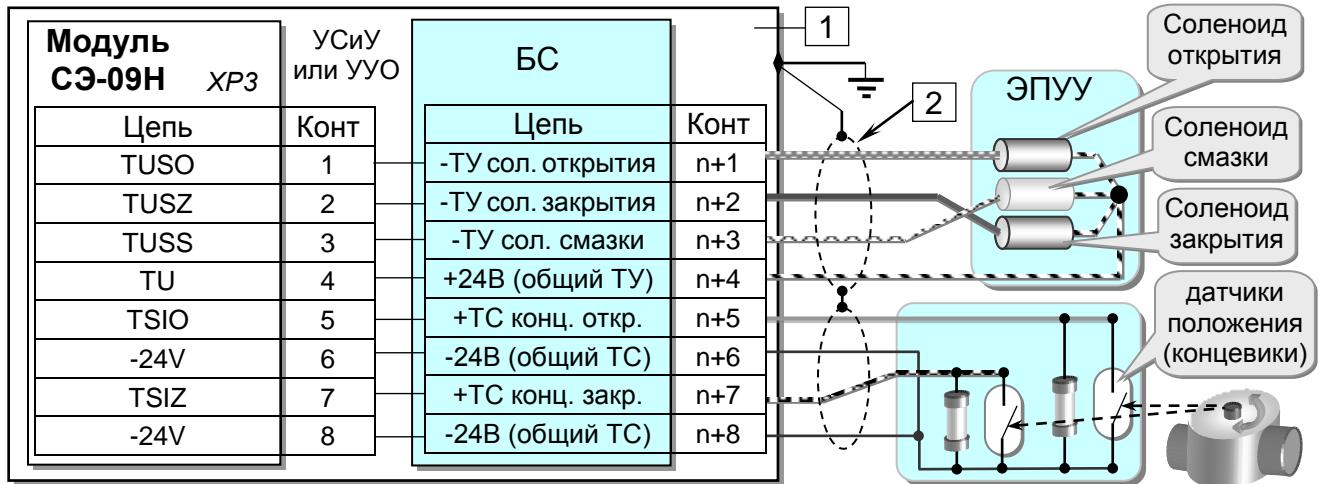 Модуль
СЭ-09Н XP3
УСиУ
или УУО
БС
1
2
ЭПУУ
Соленоид
открытия
Соленоид
смазки
Соленоид
закрытия
датчики
положения
(концевики)
Цепь Конт Цепь Конт
TUSO 1 -ТУ сол. открытия n+1
TUSZ 2 -ТУ сол. закрытия n+2
TUSS 3 -ТУ сол. смазки n+3
TU 4 +24В (общий ТУ) n+4
TSIO 5 +ТС конц. откр. n+5
-24V 6 -24В (общий ТС) n+6
TSIZ 7 +ТС конц. закр. n+7
-24V 8 -24В (общий ТС) n+8